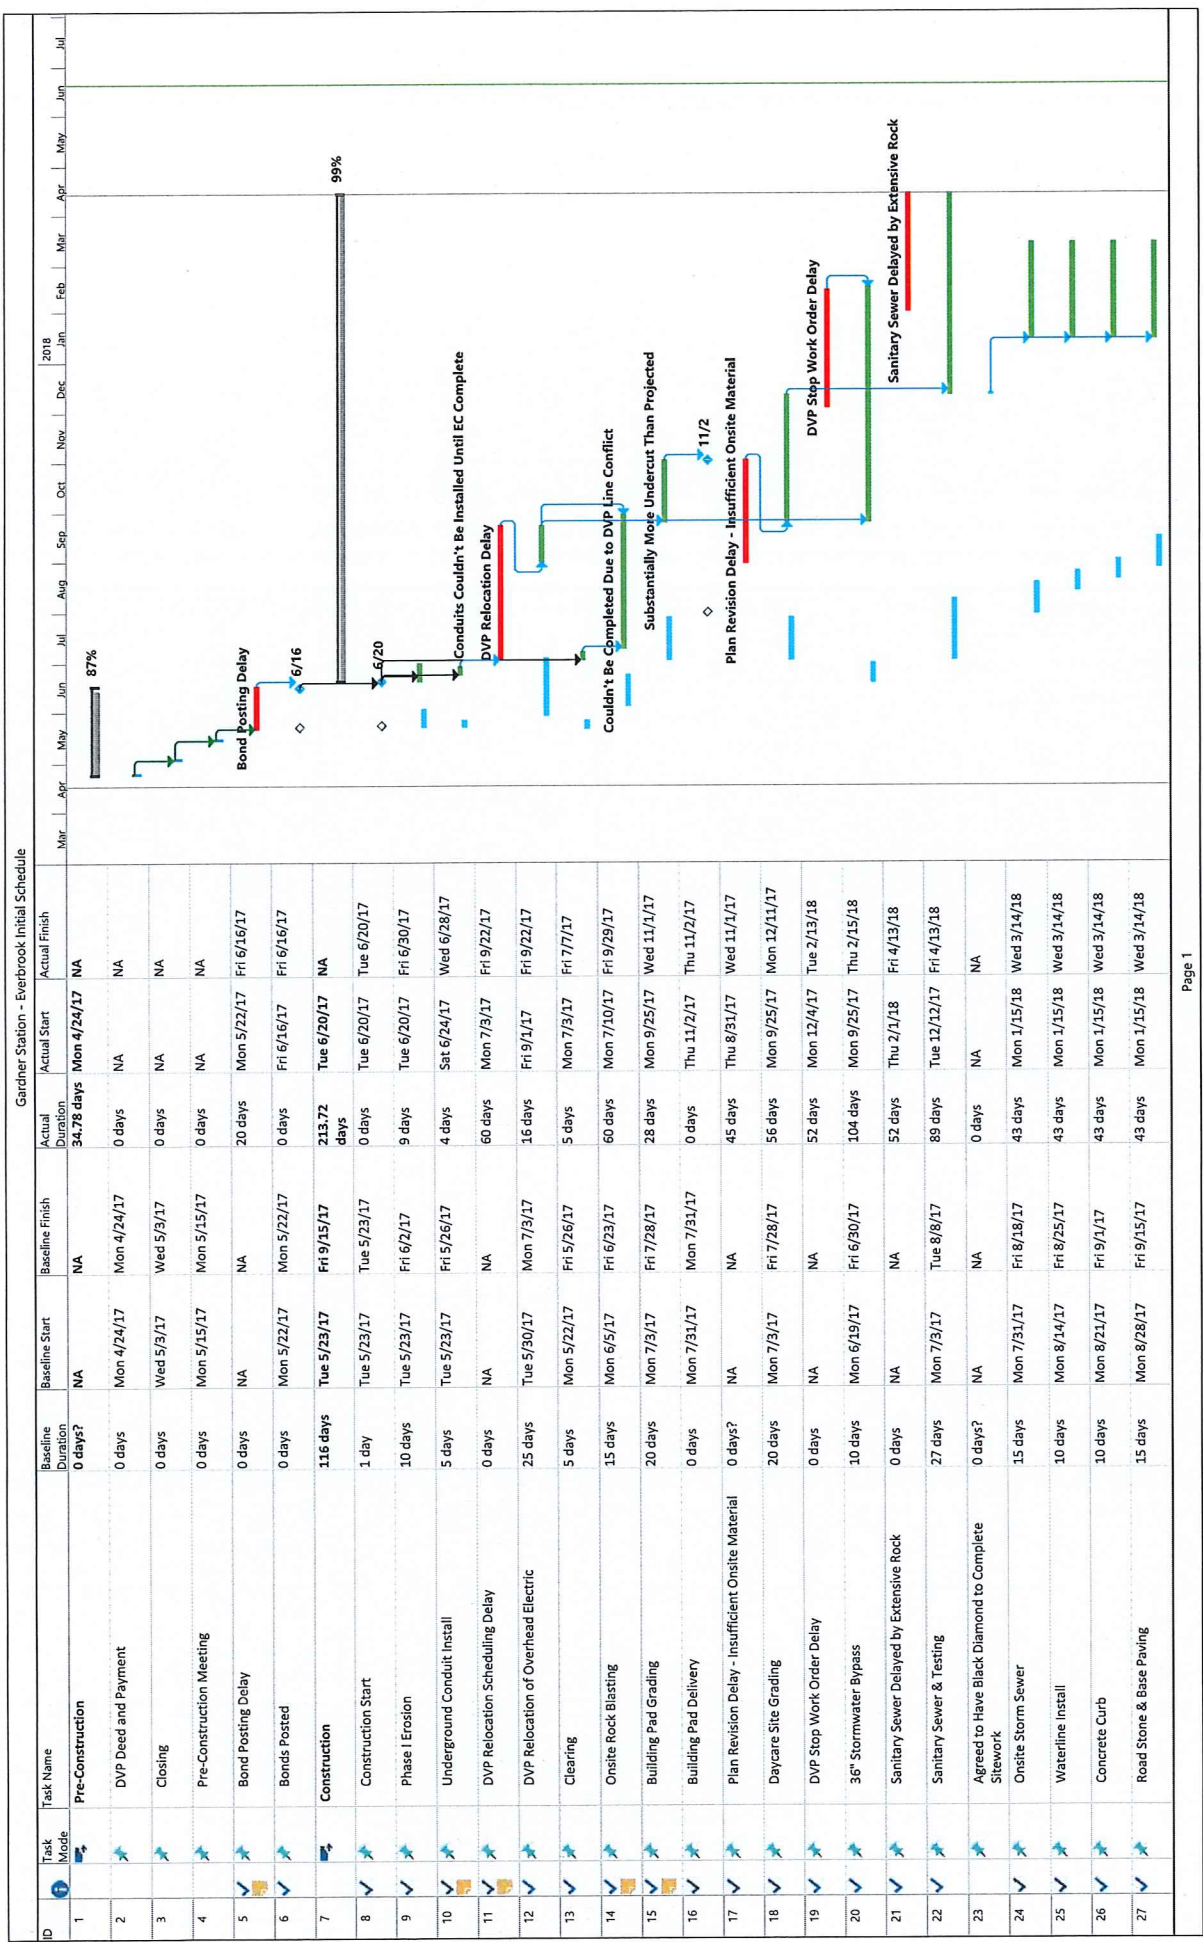 Gardner Station - Everbrook Initial Schedule
ID Task Mode Task Name Baseline Duration Baseline Start Baseline Finish Actual Duration Actual Start Actual Finish
Mar Apr May Jun Jul Aug Sep Oct Nov Dec 2018 Jan Feb Mar Apr May Jun Jul
1 Pre-Construction 0 days? NA NA 34.78 days Mon 4/24/17 NA
87%
2 DVP Deed and Payment 0 days Mon 4/24/17 Mon 4/24/17 0 days NA NA
3 Closing 0 days Wed 5/3/17 Wed 5/3/17 0 days NA NA
4 Pre-Construction Meeting 0 days Mon 5/15/17 Mon 5/15/17 0 days NA NA
5 Bond Posting Delay 0 days NA NA 20 days Mon 5/22/17 Fri 6/16/17
Bond Posting Delay
6 Bonds Posted 0 days Mon 5/22/17 Mon 5/22/17 0 days Fri 6/16/17 Fri 6/16/17
6/16
7 Construction 116 days Tue 5/23/17 Fri 9/15/17 213.72 days Tue 6/20/17 NA
99%
8 Construction Start 1 day Tue 5/23/17 Tue 5/23/17 0 days Tue 6/20/17 Tue 6/20/17
6/20
9 Phase I Erosion 10 days Tue 5/23/17 Fri 6/2/17 9 days Tue 6/20/17 Fri 6/30/17
10 Underground Conduit Install 5 days Tue 5/23/17 Fri 5/26/17 4 days Sat 6/24/17 Wed 6/28/17
Conduits Couldn't Be Installed Until EC Complete
11 DVP Relocation Scheduling Delay 0 days NA NA 60 days Mon 7/3/17 Fri 9/22/17
DVP Relocation Delay
12 DVP Relocation of Overhead Electric 25 days Tue 5/30/17 Mon 7/3/17 16 days Fri 9/1/17 Fri 9/22/17
13 Clearing 5 days Mon 5/22/17 Fri 5/26/17 5 days Mon 7/3/17 Fri 7/7/17
14 Onsite Rock Blasting 15 days Mon 6/5/17 Fri 6/23/17 60 days Mon 7/10/17 Fri 9/29/17
Couldn't Be Completed Due to DVP Line Conflict
15 Building Pad Grading 20 days Mon 7/3/17 Fri 7/28/17 28 days Mon 9/25/17 Wed 11/1/17
Substantially More Undercut Than Projected
16 Building Pad Delivery 0 days Mon 7/31/17 Mon 7/31/17 0 days Thu 11/2/17 Thu 11/2/17
11/2
17 Plan Revision Delay - Insufficient Onsite Material 0 days? NA NA 45 days Thu 8/31/17 Wed 11/1/17
Plan Revision Delay - Insufficient Onsite Material
18 Daycare Site Grading 20 days Mon 7/3/17 Fri 7/28/17 56 days Mon 9/25/17 Mon 12/11/17
19 DVP Stop Work Order Delay 0 days NA NA 52 days Mon 12/4/17 Tue 2/13/18
DVP Stop Work Order Delay
20 36" Stormwater Bypass 10 days Mon 6/19/17 Fri 6/30/17 104 days Mon 9/25/17 Thu 2/15/18
21 Sanitary Sewer Delayed by Extensive Rock 0 days NA NA 52 days Thu 2/1/18 Fri 4/13/18
Sanitary Sewer Delayed by Extensive Rock
22 Sanitary Sewer & Testing 27 days Mon 7/3/17 Tue 8/8/17 89 days Tue 12/12/17 Fri 4/13/18
23 Agreed to Have Black Diamond to Complete Sitework 0 days? NA NA 0 days NA NA
24 Onsite Storm Sewer 15 days Mon 7/31/17 Fri 8/18/17 43 days Mon 1/15/18 Wed 3/14/18
25 Waterline Install 10 days Mon 8/14/17 Fri 8/25/17 43 days Mon 1/15/18 Wed 3/14/18
26 Concrete Curb 10 days Mon 8/21/17 Fri 9/1/17 43 days Mon 1/15/18 Wed 3/14/18
27 Road Stone & Base Paving 15 days Mon 8/28/17 Fri 9/15/17 43 days Mon 1/15/18 Wed 3/14/18
Page 1